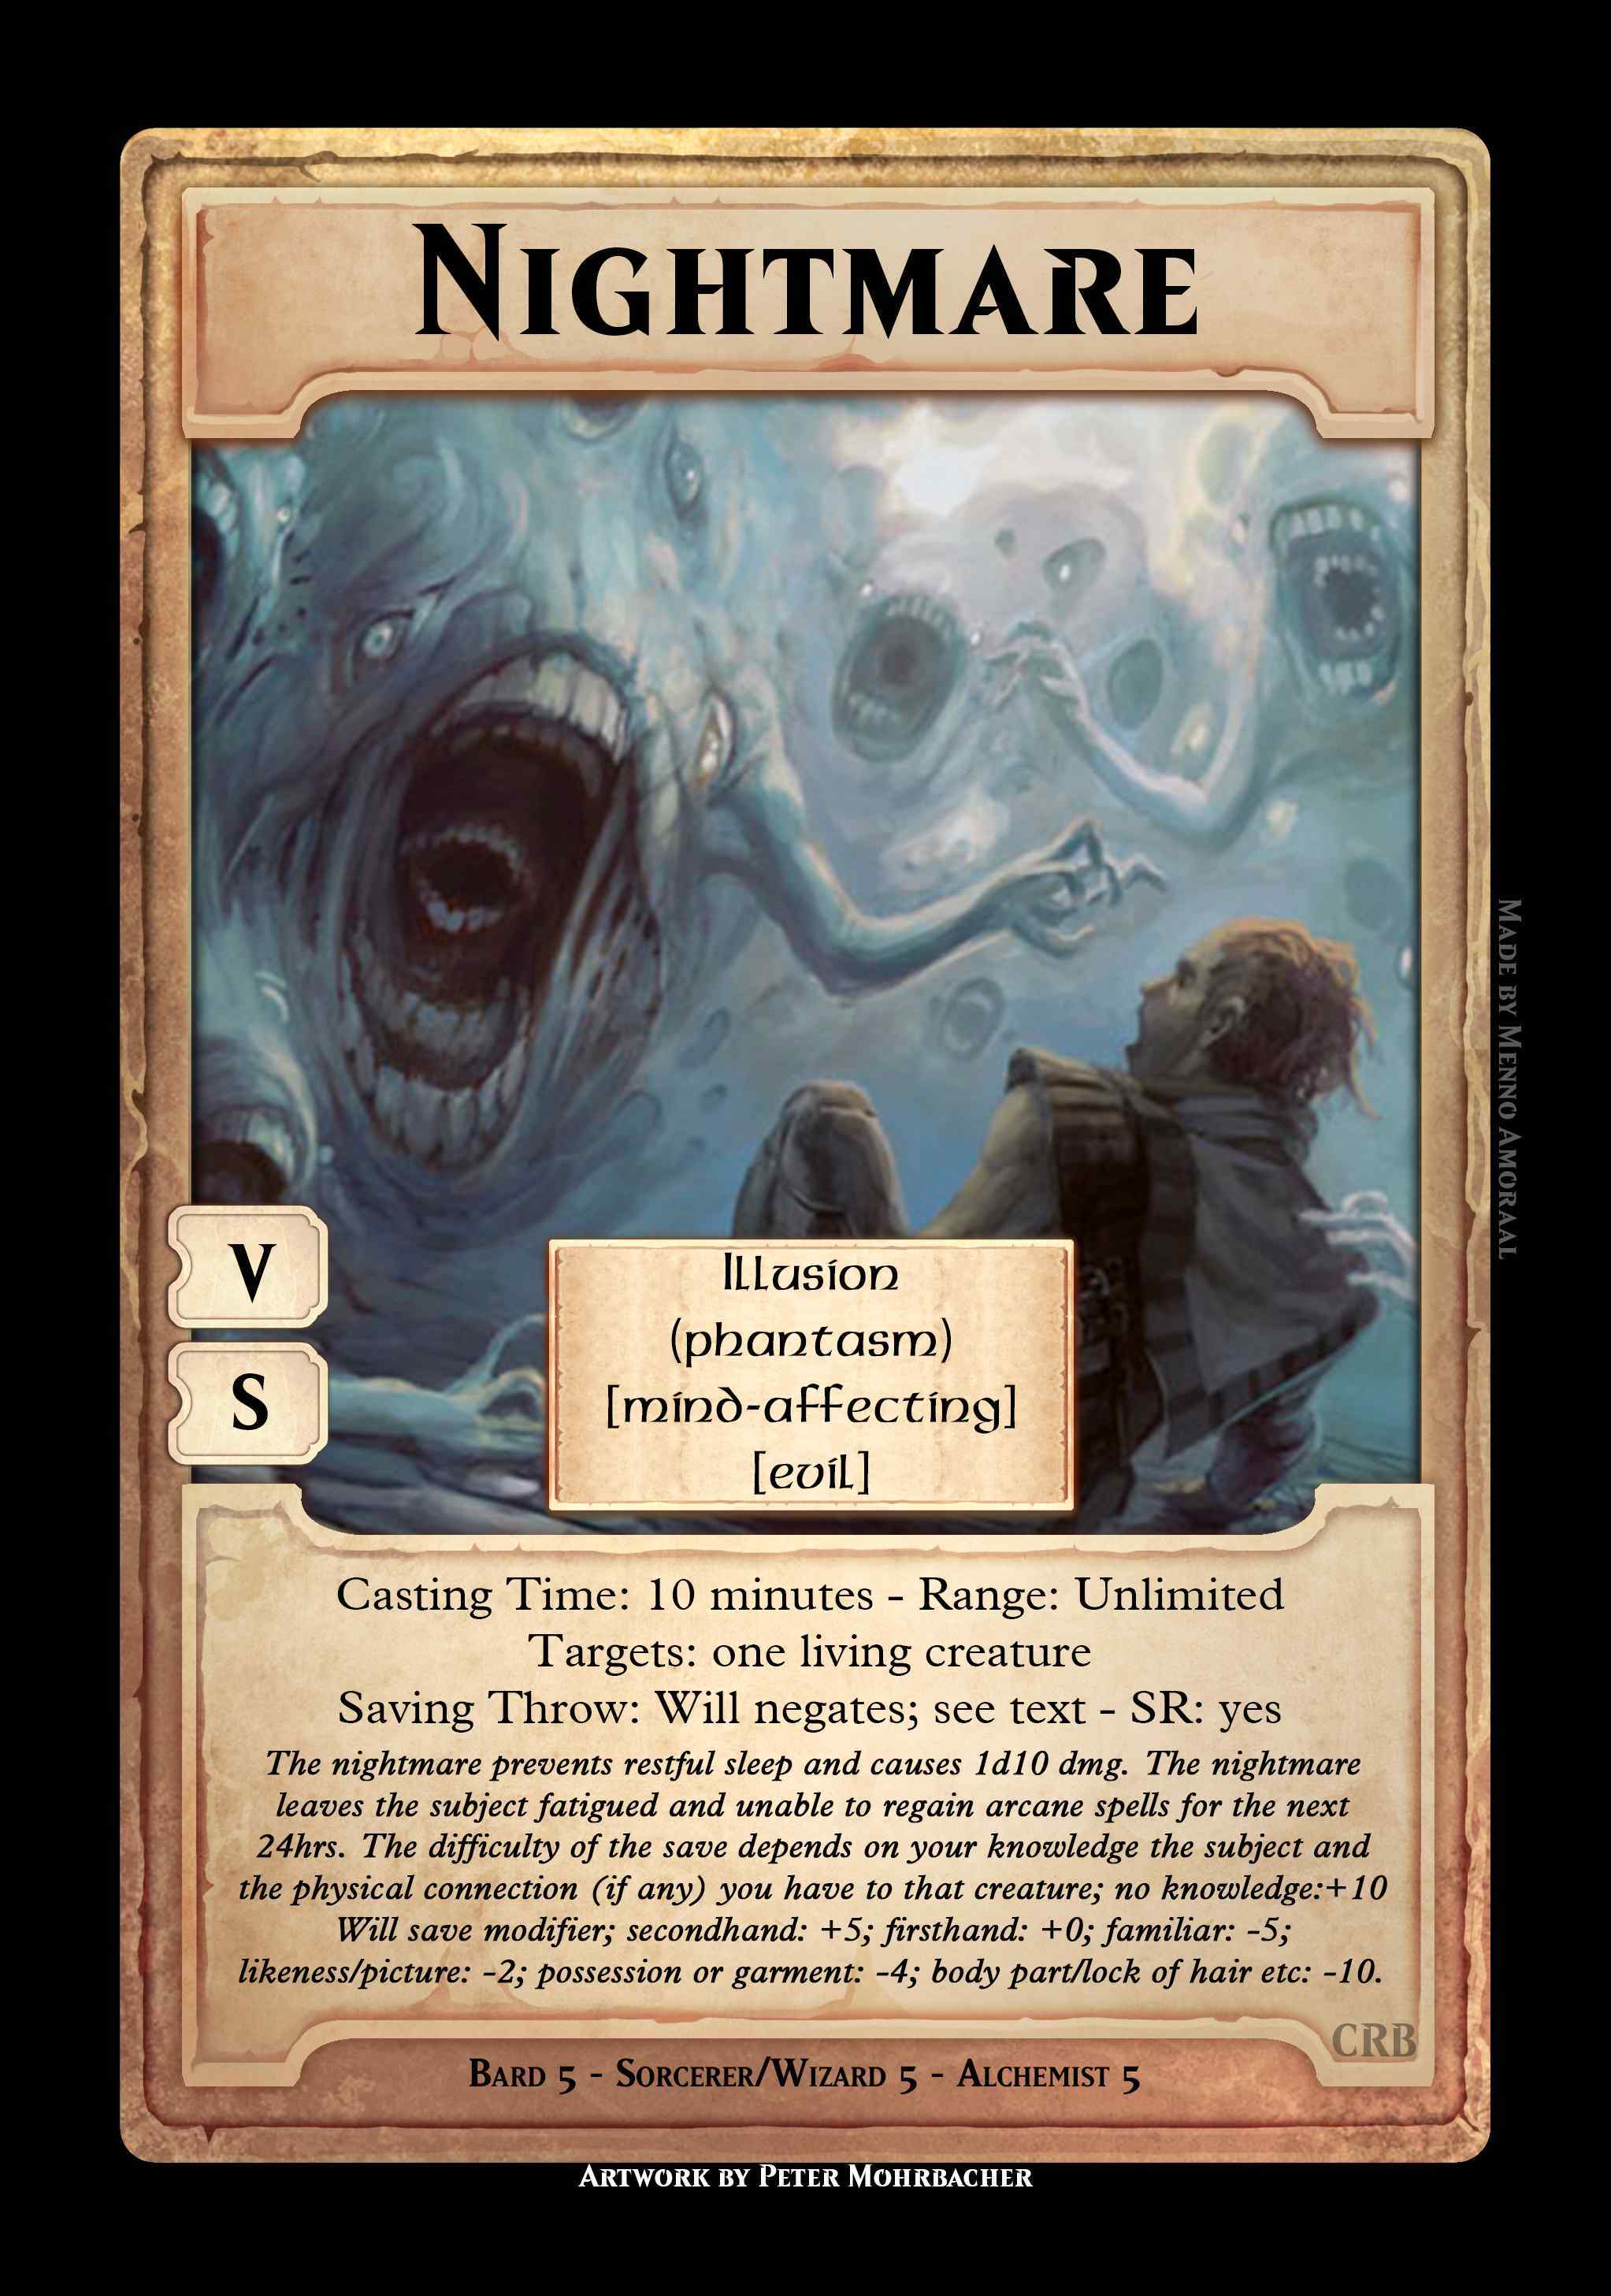 Nightmare
V
S
Illusion
(phantasm)
[mind-affecting]
[evil]
Casting Time: 10 minutes - Range: Unlimited
Targets: one living creature
Saving Throw: Will negates; see text - SR: yes
The nightmare prevents restful sleep and causes 1d10 dmg. The nightmare
leaves the subject fatigued and unable to regain arcane spells for the next
24hrs. The difficulty of the save depends on your knowledge the subject and
the physical connection (if any) you have to that creature; no knowledge:+10
Will save modifier; secondhand: +5; firsthand: +0; familiar: -5;
likeness/picture: -2; possession or garment: -4; body part/lock of hair etc: -10.
CRB
Bard 5 - Sorcerer/Wizard 5 - Alchemist 5
Artwork by Peter Mohrbacher
Made by Menno Amoraal